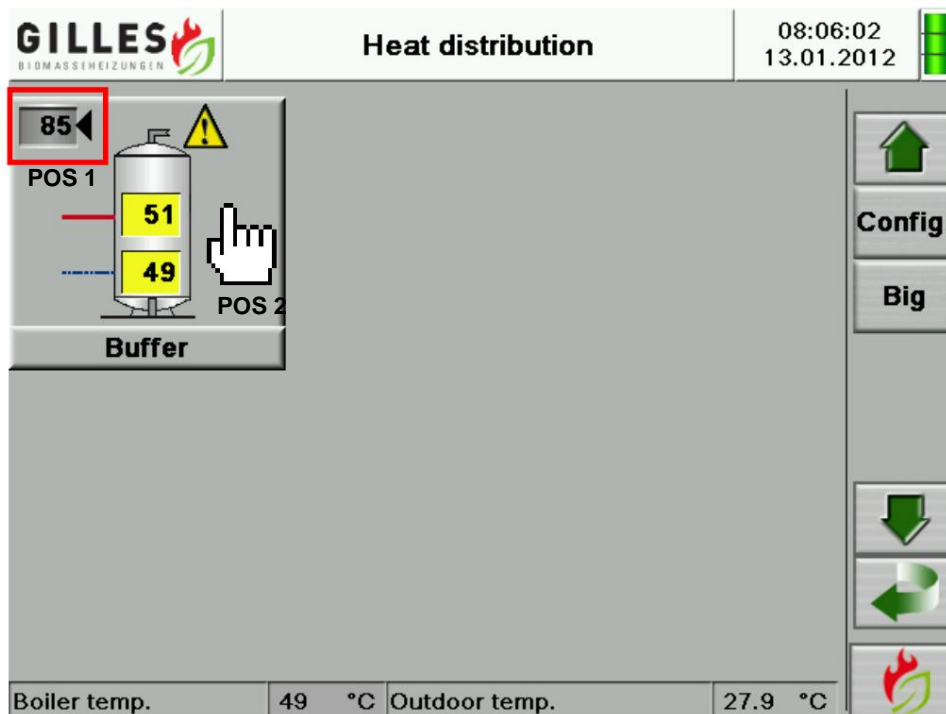 GILLES
BIOMASSEHEIZUNGEN
Heat distribution
08:06:02
13.01.2012
85
POS 1
51
49
POS 2
Buffer
Config
Big
Boiler temp. 49 °C Outdoor temp. 27.9 °C